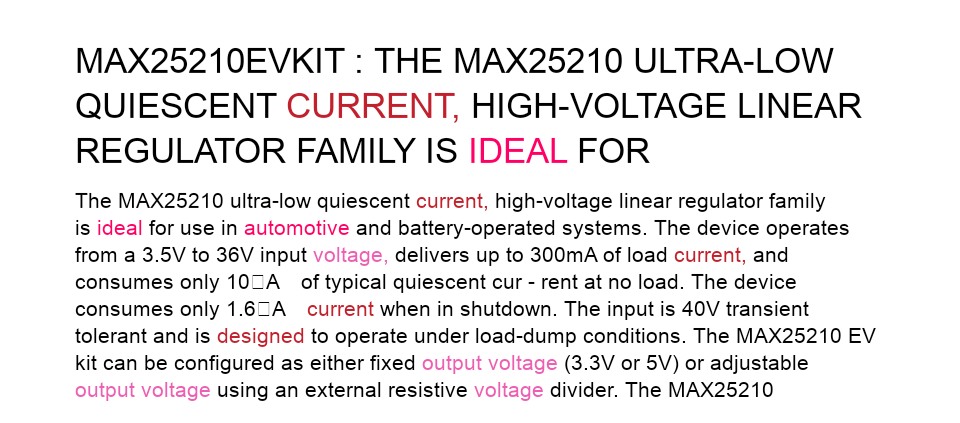 MAX25210EVKIT : THE MAX25210 ULTRA-LOW
QUIESCENT CURRENT, HIGH-VOLTAGE LINEAR
REGULATOR FAMILY IS IDEAL FOR
The MAX25210 ultra-low quiescent current, high-voltage linear regulator family
is ideal for use in automotive and battery-operated systems. The device operates
from a 3.5V to 36V input voltage, delivers up to 300mA of load current, and
consumes only 10□A of typical quiescent cur - rent at no load. The device
consumes only 1.6□A current when in shutdown. The input is 40V transient
tolerant and is designed to operate under load-dump conditions. The MAX25210 EV
kit can be configured as either fixed output voltage (3.3V or 5V) or adjustable
output voltage using an external resistive voltage divider. The MAX25210